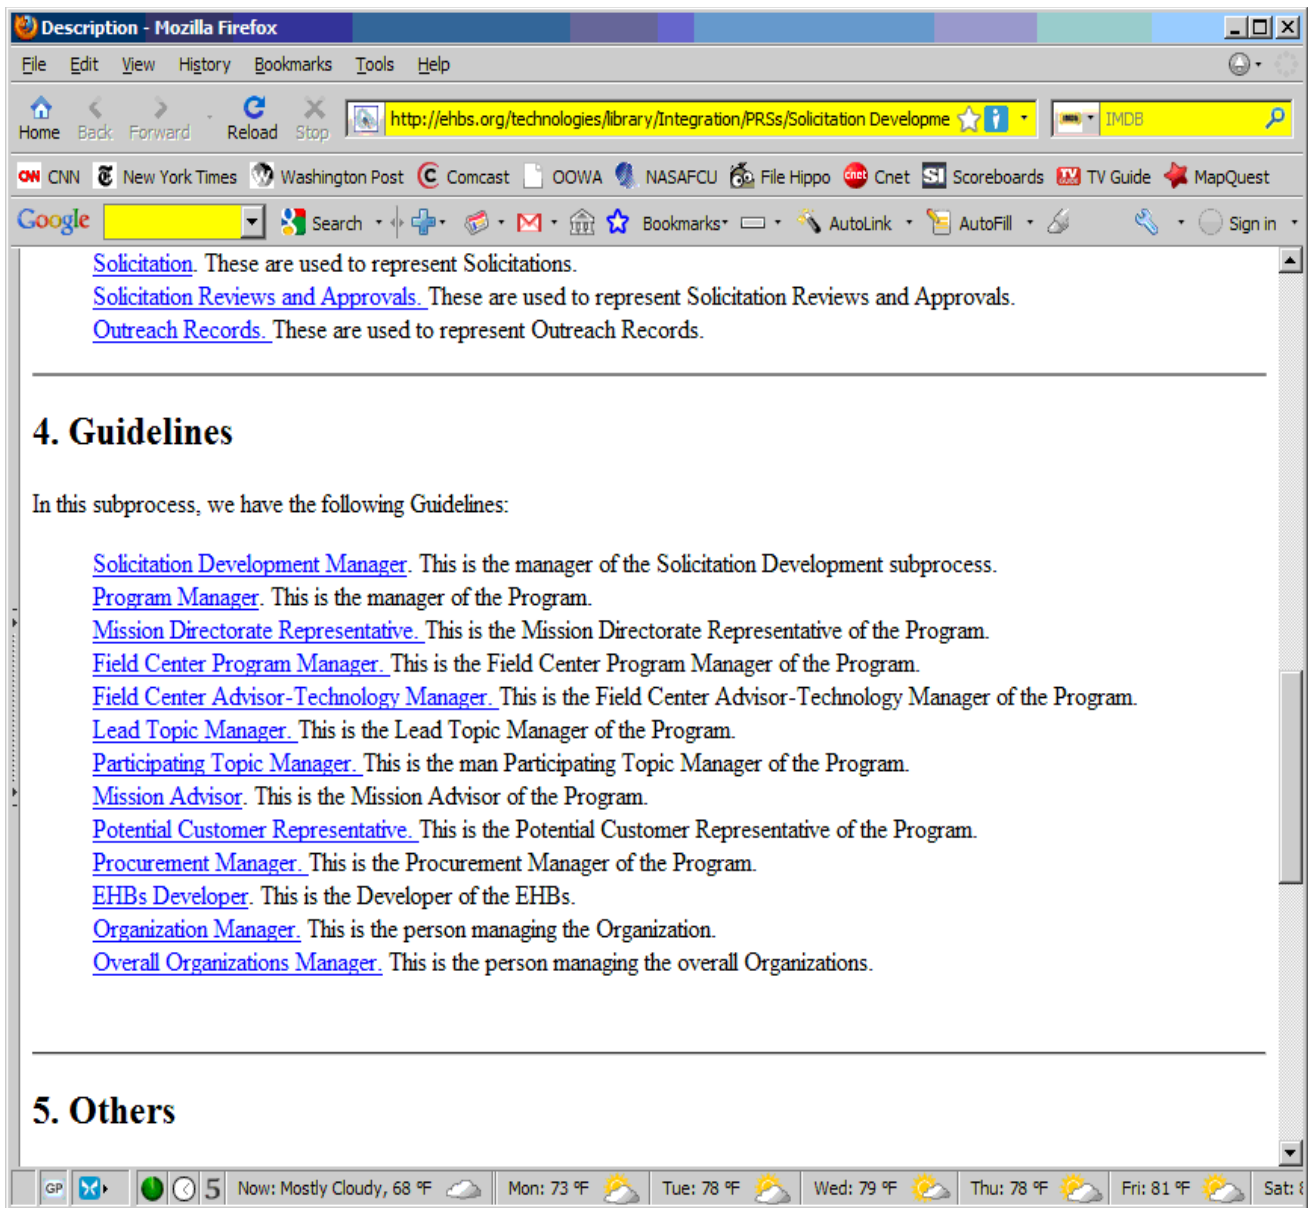 Description - Mozilla Firefox
File Edit View History Bookmarks Tools Help
Home Back Forward Reload Stop http://ehbs.org/technologies/library/Integration/PRSs/Solicitation Developme IMDB
CNN New York Times Washington Post Comcast OOWA NASAFCU File Hippo Cnet Scoreboards TV Guide MapQuest
Google Search Bookmarks AutoLink AutoFill Sign in
Solicitation. These are used to represent Solicitations.
Solicitation Reviews and Approvals. These are used to represent Solicitation Reviews and Approvals.
Outreach Records. These are used to represent Outreach Records.
4. Guidelines
In this subprocess, we have the following Guidelines:
Solicitation Development Manager. This is the manager of the Solicitation Development subprocess.
Program Manager. This is the manager of the Program.
Mission Directorate Representative. This is the Mission Directorate Representative of the Program.
Field Center Program Manager. This is the Field Center Program Manager of the Program.
Field Center Advisor-Technology Manager. This is the Field Center Advisor-Technology Manager of the Program.
Lead Topic Manager. This is the Lead Topic Manager of the Program.
Participating Topic Manager. This is the man Participating Topic Manager of the Program.
Mission Advisor. This is the Mission Advisor of the Program.
Potential Customer Representative. This is the Potential Customer Representative of the Program.
Procurement Manager. This is the Procurement Manager of the Program.
EHBs Developer. This is the Developer of the EHBs.
Organization Manager. This is the person managing the Organization.
Overall Organizations Manager. This is the person managing the overall Organizations.
5. Others
GP 5 Now: Mostly Cloudy, 68 °F Mon: 73 °F Tue: 78 °F Wed: 79 °F Thu: 78 °F Fri: 81 °F Sat: